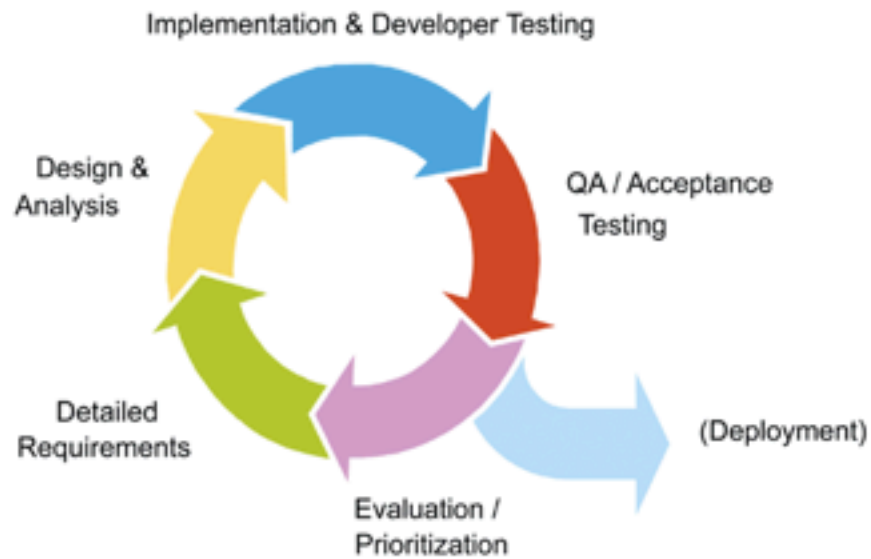 Implementation & Developer Testing
Design &
Analysis
QA / Acceptance
Testing
Detailed
Requirements
(Deployment)
Evaluation /
Prioritization